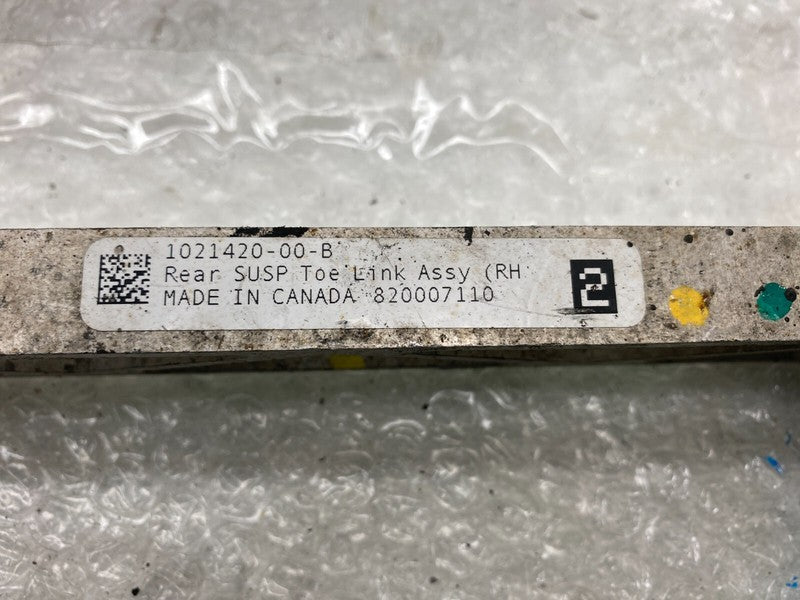 1021420-00-B
Rear SUSP Toe Link Assy (RH
MADE IN CANADA 820007110
2